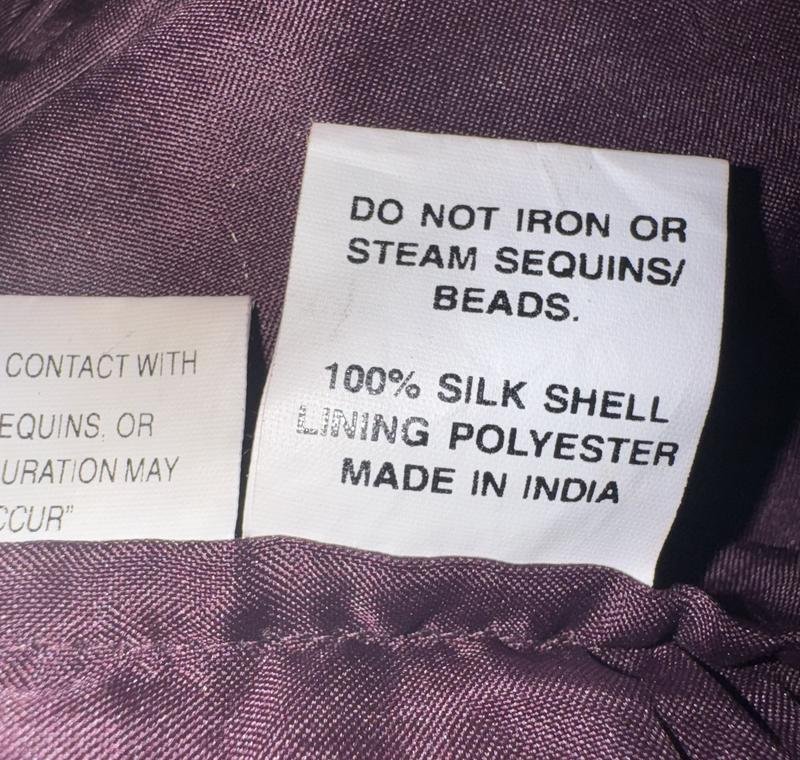 DO NOT IRON OR
STEAM SEQUINS/
BEADS.
100% SILK SHELL
LINING POLYESTER
MADE IN INDIA
CONTACT WITH
EQUINS, OR
URATION MAY
CCUR"